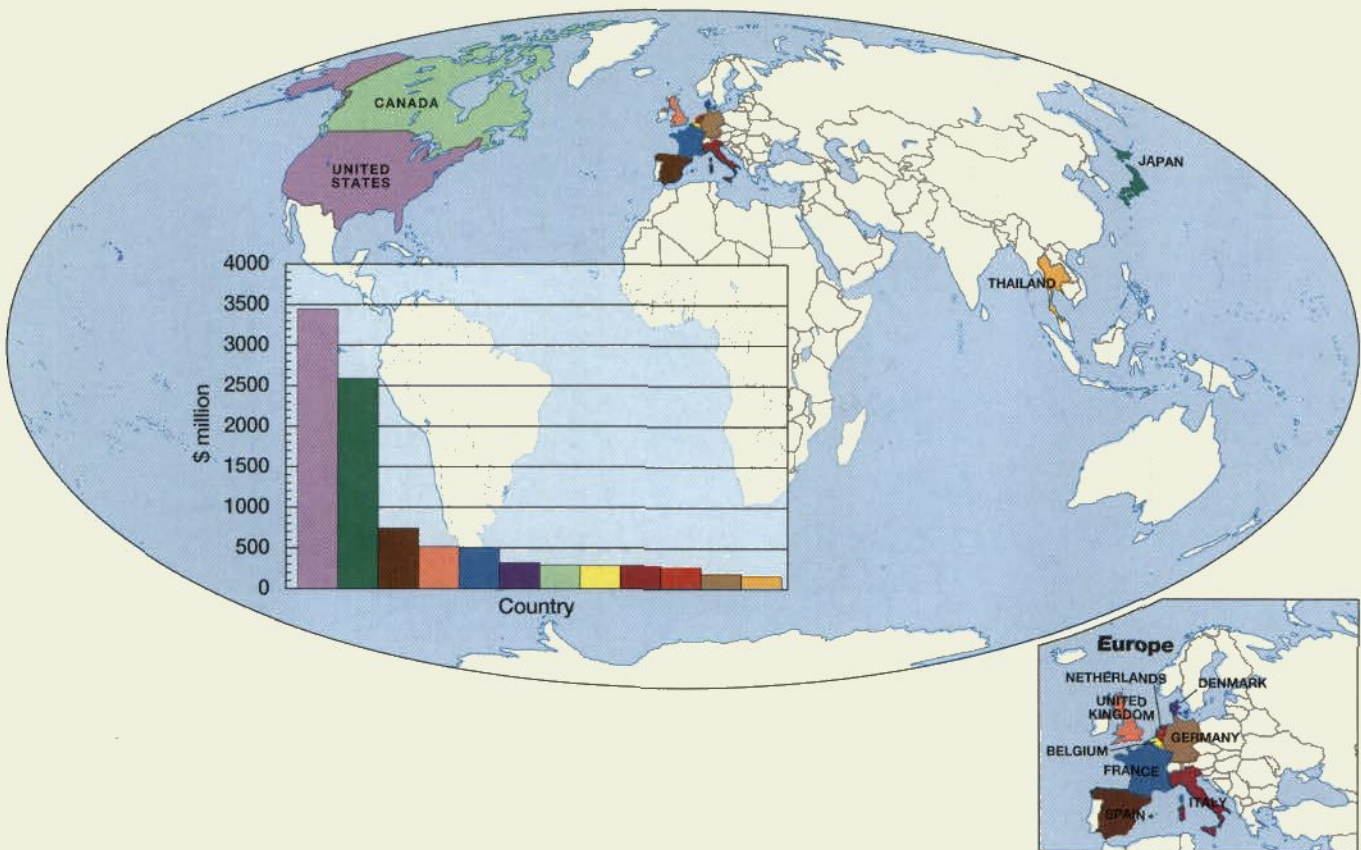 CANADA
UNITED
STATES
JAPAN
THAILAND
4000
3500
3000
2500
2000
1500
1000
500
0
$ million
Country
Europe
NETHERLANDS
DENMARK
UNITED
KINGDOM
GERMANY
BELGIUM
FRANCE
ITALY
SPAIN